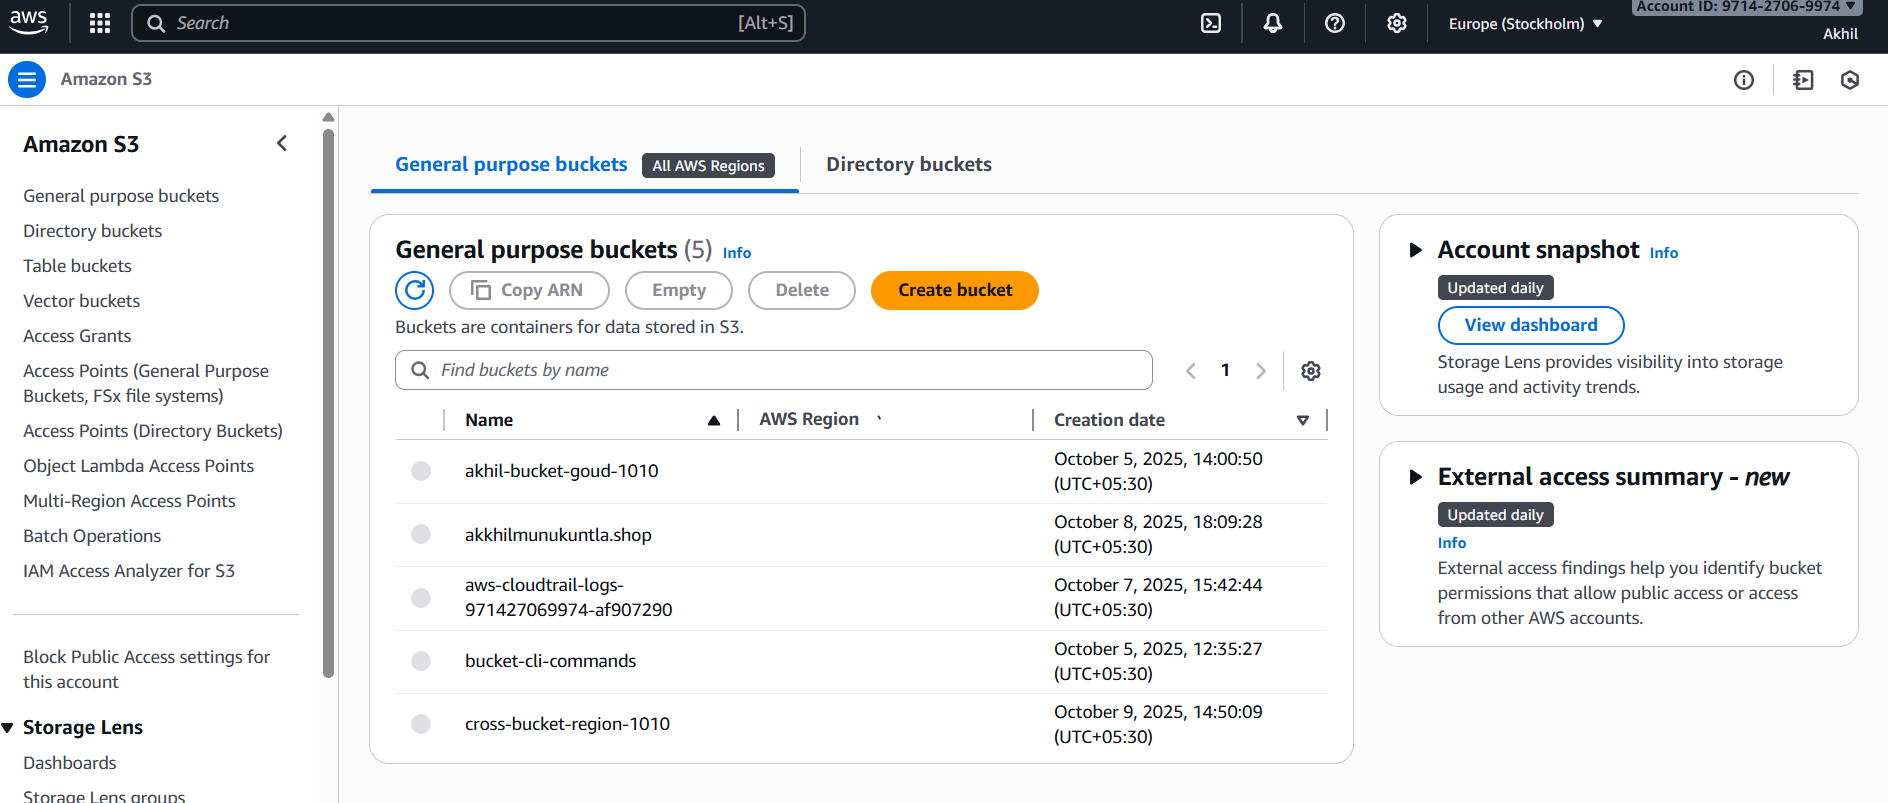 aws
Search
[Alt+S]
Europe (Stockholm)
Account ID: 9714-2706-9974
Akhil
Amazon S3
Amazon S3
General purpose buckets
Directory buckets
Table buckets
Vector buckets
Access Grants
Access Points (General Purpose
Buckets, FSx file systems)
Access Points (Directory Buckets)
Object Lambda Access Points
Multi-Region Access Points
Batch Operations
IAM Access Analyzer for S3
Block Public Access settings for
this account
Storage Lens
Dashboards
Storage Lens groups
General purpose buckets All AWS Regions
Directory buckets
General purpose buckets (5) Info
Copy ARN
Empty
Delete
Create bucket
Buckets are containers for data stored in S3.
Find buckets by name
1
Name AWS Region Creation date
akhil-bucket-goud-1010
October 5, 2025, 14:00:50
(UTC+05:30)
akkhilmunukuntla.shop
October 8, 2025, 18:09:28
(UTC+05:30)
aws-cloudtrail-logs-
971427069974-af907290
October 7, 2025, 15:42:44
(UTC+05:30)
bucket-cli-commands
October 5, 2025, 12:35:27
(UTC+05:30)
cross-bucket-region-1010
October 9, 2025, 14:50:09
(UTC+05:30)
Account snapshot Info
Updated daily
View dashboard
Storage Lens provides visibility into storage
usage and activity trends.
External access summary - new
Updated daily
Info
External access findings help you identify bucket
permissions that allow public access or access
from other AWS accounts.